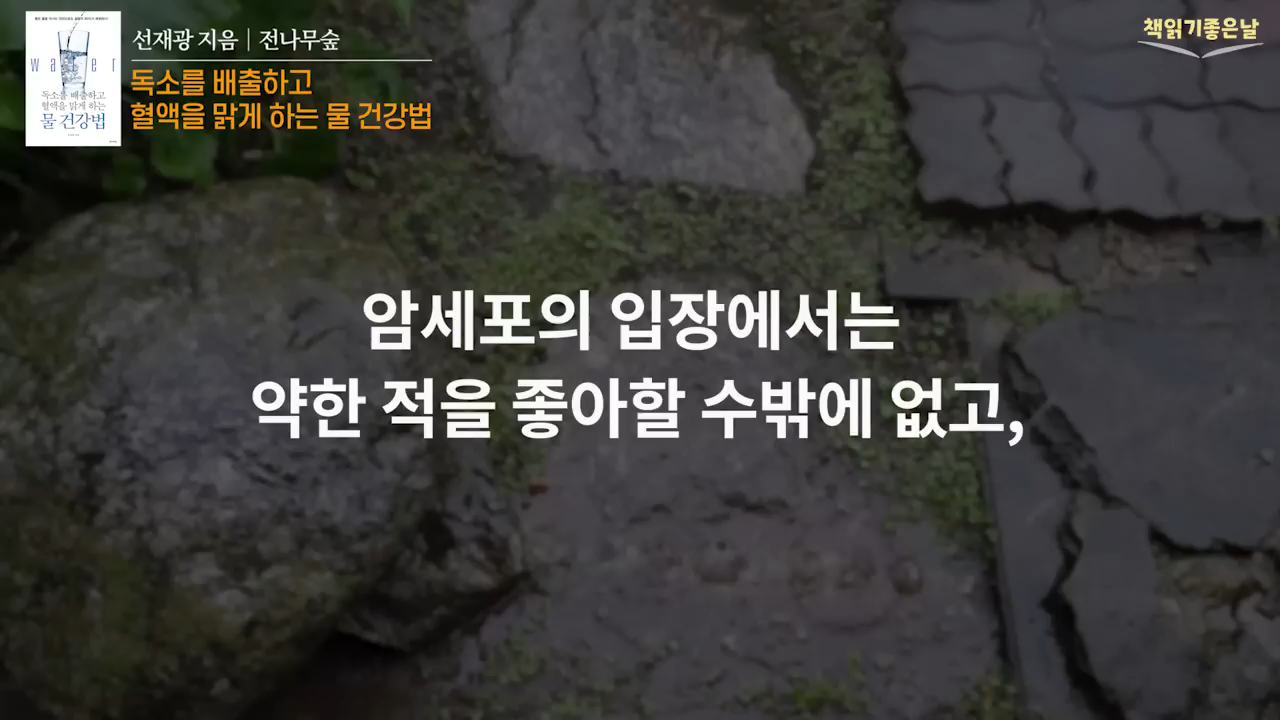 선재광 지음 | 전나무숲
독소를 배출하고
혈액을 맑게 하는 물 건강법
water
독소를 배출하고
혈액을 맑게 하는
물 건강법
책읽기좋은날
암세포의 입장에서는
약한 적을 좋아할 수밖에 없고,